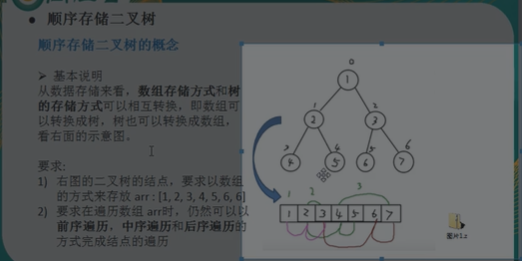 ● 顺序存储二叉树
顺序存储二叉树的概念
➢ 基本说明
从数据存储来看，数组存储方式和树
的存储方式可以相互转换，即数组可
以转换成树，树也可以转换成数组，
看右面的示意图。
要求:
1) 右图的二叉树的结点，要求以数组
的方式来存放 arr : [1, 2, 3, 4, 5, 6, 6]
2) 要求在遍历数组 arr时，仍然可以以
前序遍历，中序遍历和后序遍历的
方式完成结点的遍历
0
1
1 2
2 3
3 4 5 6
4 5 6 7
1 2 3
1 2 3 4 5 6 7